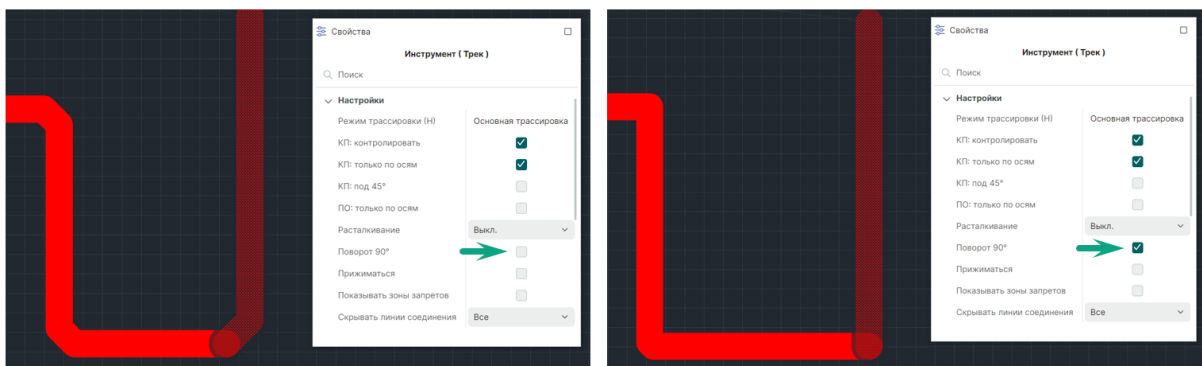 Свойства
Инструмент ( Трек )
Поиск
Настройки
Режим трассировки (H) Основная трассировка
КП: контролировать
КП: только по осям
КП: под 45°
ПО: только по осям
Расталкивание Выкл.
Поворот 90°
Прижиматься
Показывать зоны запретов
Скрывать линии соединения Все
Свойства
Инструмент ( Трек )
Поиск
Настройки
Режим трассировки (H) Основная трассировка
КП: контролировать
КП: только по осям
КП: под 45°
ПО: только по осям
Расталкивание Выкл.
Поворот 90°
Прижиматься
Показывать зоны запретов
Скрывать линии соединения Все